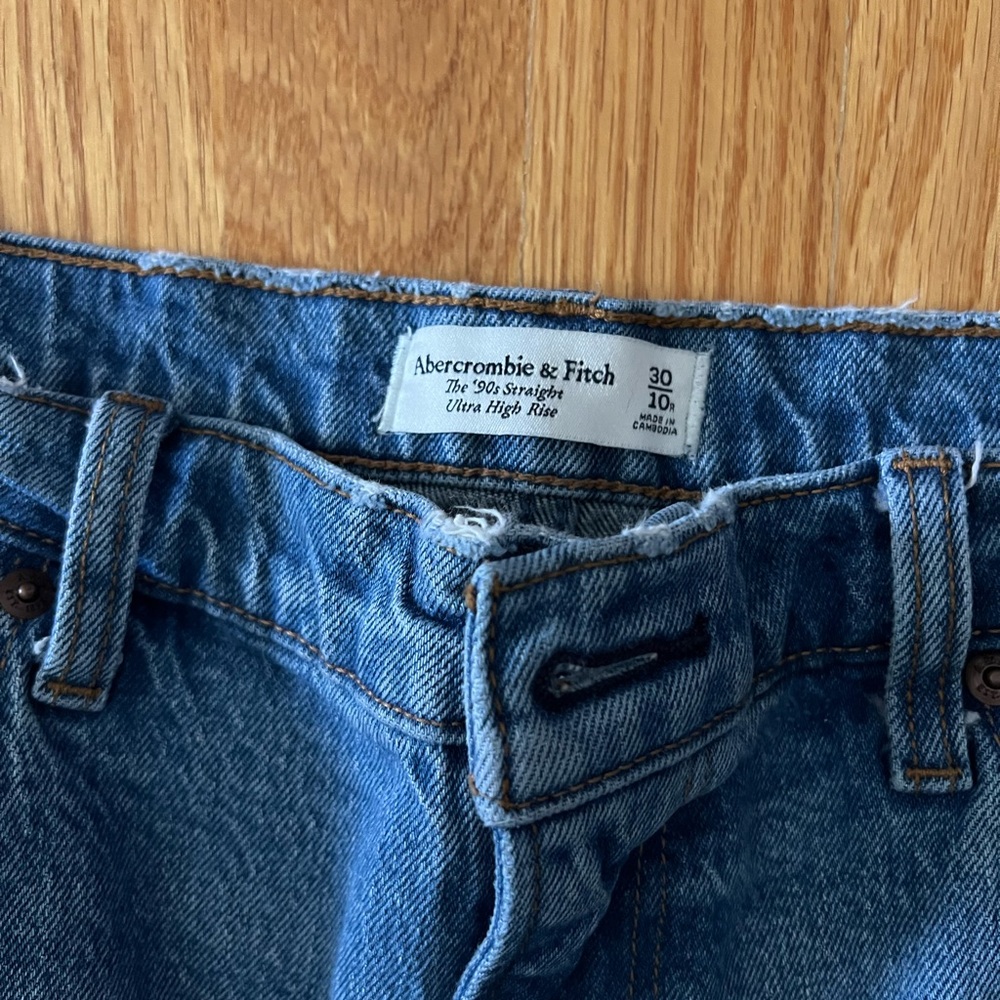 Abercrombie & Fitch
The '90s Straight
Ultra High Rise
30
10R
MADE IN
CAMBODIA